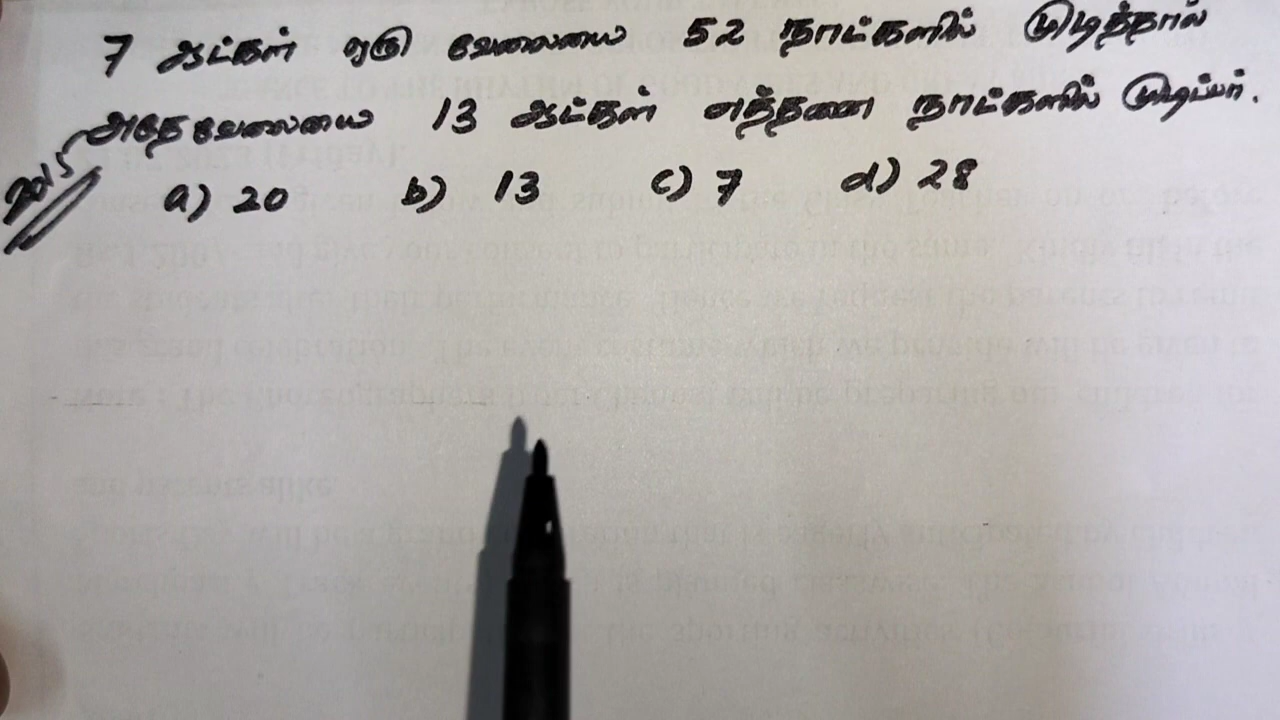 7 ஆட்கள் ஒரு வேலையை 52 நாட்களில் முடித்தால்
அதே வேலையை 13 ஆட்கள் எத்தனை நாட்களில் முடிப்பர்.
a) 20 b) 13 c) 7 d) 28